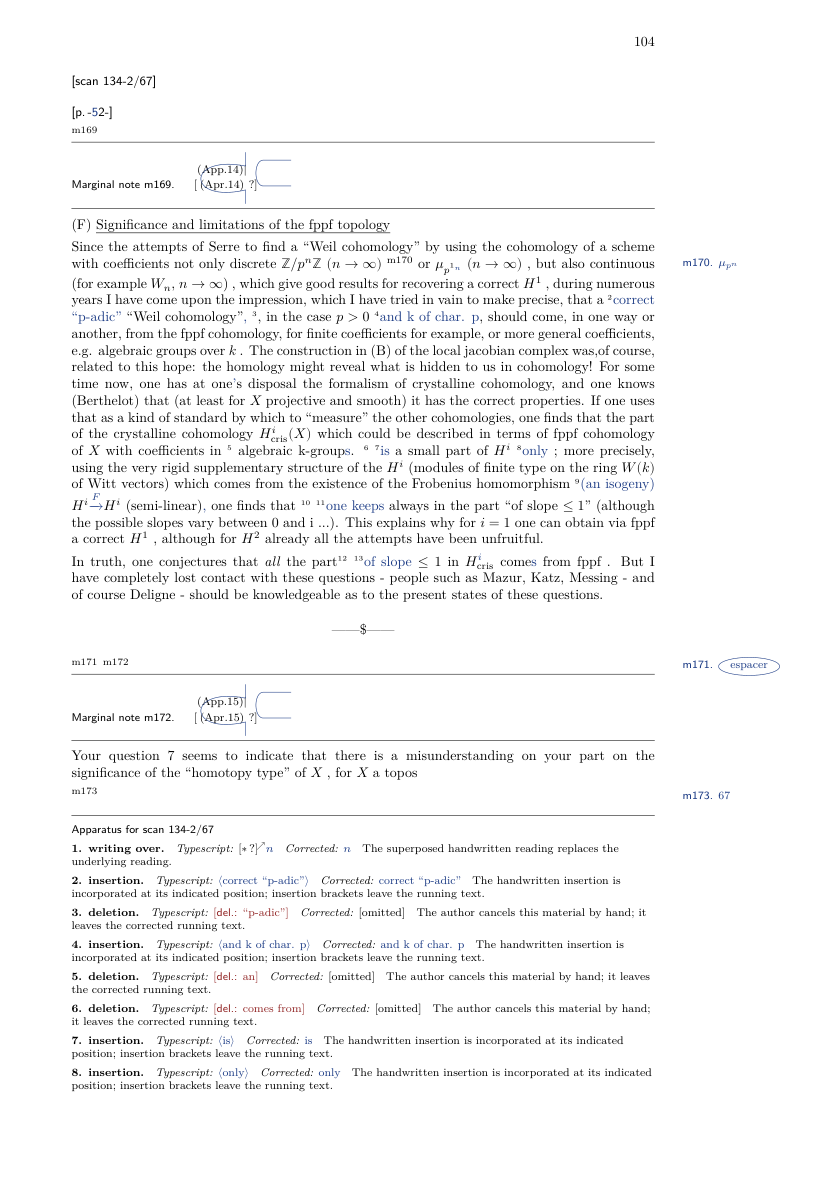 104
[scan 134-2/67]
[p. -52-]
m169
(App.14)
Marginal note m169. [ (Apr.14) ?]
(F) Significance and limitations of the fppf topology
Since the attempts of Serre to find a “Weil cohomology” by using the cohomology of a scheme
with coefficients not only discrete ℤ/pⁿℤ (n → ∞) m170 or μ_{p^{1n}} (n → ∞) , but also continuous
m170. μ_{pⁿ}
(for example Wₙ, n → ∞) , which give good results for recovering a correct H¹ , during numerous
years I have come upon the impression, which I have tried in vain to make precise, that a ²correct
“p-adic” “Weil cohomology”, ³, in the case p > 0 ⁴and k of char. p, should come, in one way or
another, from the fppf cohomology, for finite coefficients for example, or more general coefficients,
e.g. algebraic groups over k . The construction in (B) of the local jacobian complex was,of course,
related to this hope: the homology might reveal what is hidden to us in cohomology! For some
time now, one has at one's disposal the formalism of crystalline cohomology, and one knows
(Berthelot) that (at least for X projective and smooth) it has the correct properties. If one uses
that as a kind of standard by which to “measure” the other cohomologies, one finds that the part
of the crystalline cohomology Hⁱ_cris(X) which could be described in terms of fppf cohomology
of X with coefficients in ⁵ algebraic k-groups. ⁶ ⁷is a small part of Hⁱ ⁸only ; more precisely,
using the very rigid supplementary structure of the Hⁱ (modules of finite type on the ring W(k)
of Witt vectors) which comes from the existence of the Frobenius homomorphism ⁹(an isogeny)
Hⁱ →^F Hⁱ (semi-linear), one finds that ¹⁰ ¹¹one keeps always in the part “of slope ≤ 1” (although
the possible slopes vary between 0 and i ...). This explains why for i = 1 one can obtain via fppf
a correct H¹ , although for H² already all the attempts have been unfruitful.
In truth, one conjectures that all the part¹² ¹³of slope ≤ 1 in Hⁱ_cris comes from fppf . But I
have completely lost contact with these questions - people such as Mazur, Katz, Messing - and
of course Deligne - should be knowledgeable as to the present states of these questions.
——$——
m171 m172
m171. espacer
(App.15)
Marginal note m172. [ (Apr.15) ?]
Your question 7 seems to indicate that there is a misunderstanding on your part on the
significance of the “homotopy type” of X , for X a topos
m173
m173. 67
Apparatus for scan 134-2/67
1. writing over. Typescript: [∗ ?]↗n Corrected: n The superposed handwritten reading replaces the
underlying reading.
2. insertion. Typescript: ⟨correct “p-adic”⟩ Corrected: correct “p-adic” The handwritten insertion is
incorporated at its indicated position; insertion brackets leave the running text.
3. deletion. Typescript: [del.: “p-adic”] Corrected: [omitted] The author cancels this material by hand; it
leaves the corrected running text.
4. insertion. Typescript: ⟨and k of char. p⟩ Corrected: and k of char. p The handwritten insertion is
incorporated at its indicated position; insertion brackets leave the running text.
5. deletion. Typescript: [del.: an] Corrected: [omitted] The author cancels this material by hand; it leaves
the corrected running text.
6. deletion. Typescript: [del.: comes from] Corrected: [omitted] The author cancels this material by hand;
it leaves the corrected running text.
7. insertion. Typescript: ⟨is⟩ Corrected: is The handwritten insertion is incorporated at its indicated
position; insertion brackets leave the running text.
8. insertion. Typescript: ⟨only⟩ Corrected: only The handwritten insertion is incorporated at its indicated
position; insertion brackets leave the running text.